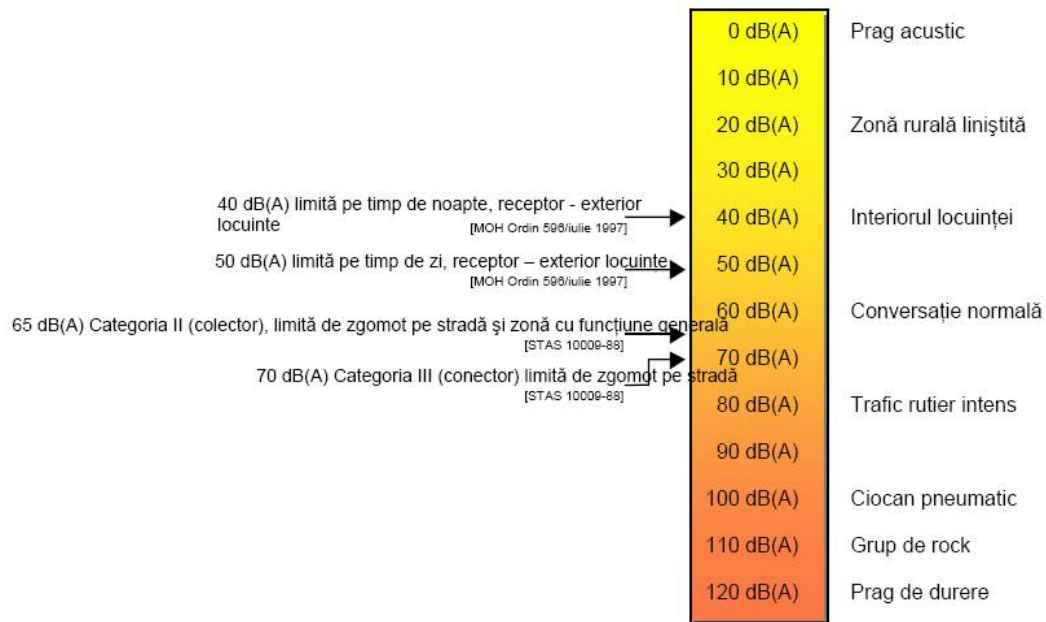 0 dB(A) Prag acustic
10 dB(A)
20 dB(A) Zonă rurală liniştită
30 dB(A)
40 dB(A) limită pe timp de noapte, receptor - exterior
locuinte [MOH Ordin 596/iulie 1997]
40 dB(A) Interiorul locuinţei
50 dB(A) limită pe timp de zi, receptor – exterior locuinţe
[MOH Ordin 596/iulie 1997]
50 dB(A)
60 dB(A) Conversaţie normală
65 dB(A) Categoria II (colector), limită de zgomot pe stradă şi zonă cu funcţiune generală
[STAS 10009-88]
70 dB(A)
70 dB(A) Categoria III (conector) limită de zgomot pe stradă
[STAS 10009-88]
80 dB(A) Trafic rutier intens
90 dB(A)
100 dB(A) Ciocan pneumatic
110 dB(A) Grup de rock
120 dB(A) Prag de durere